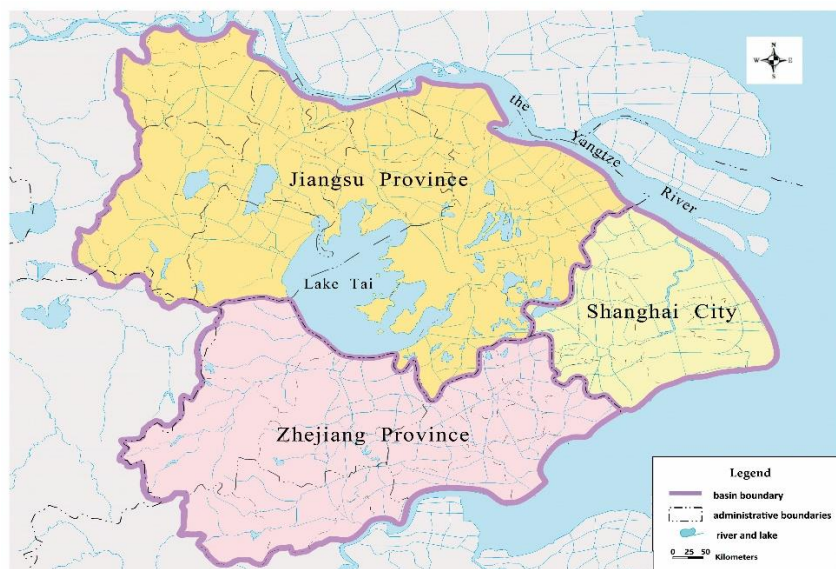 N
W E
S
the
Yangtze
River
Jiangsu Province
Lake Tai
Shanghai City
Zhejiang Province
Legend
basin boundary
administrative boundaries
river and lake
0 25 50
Kilometers